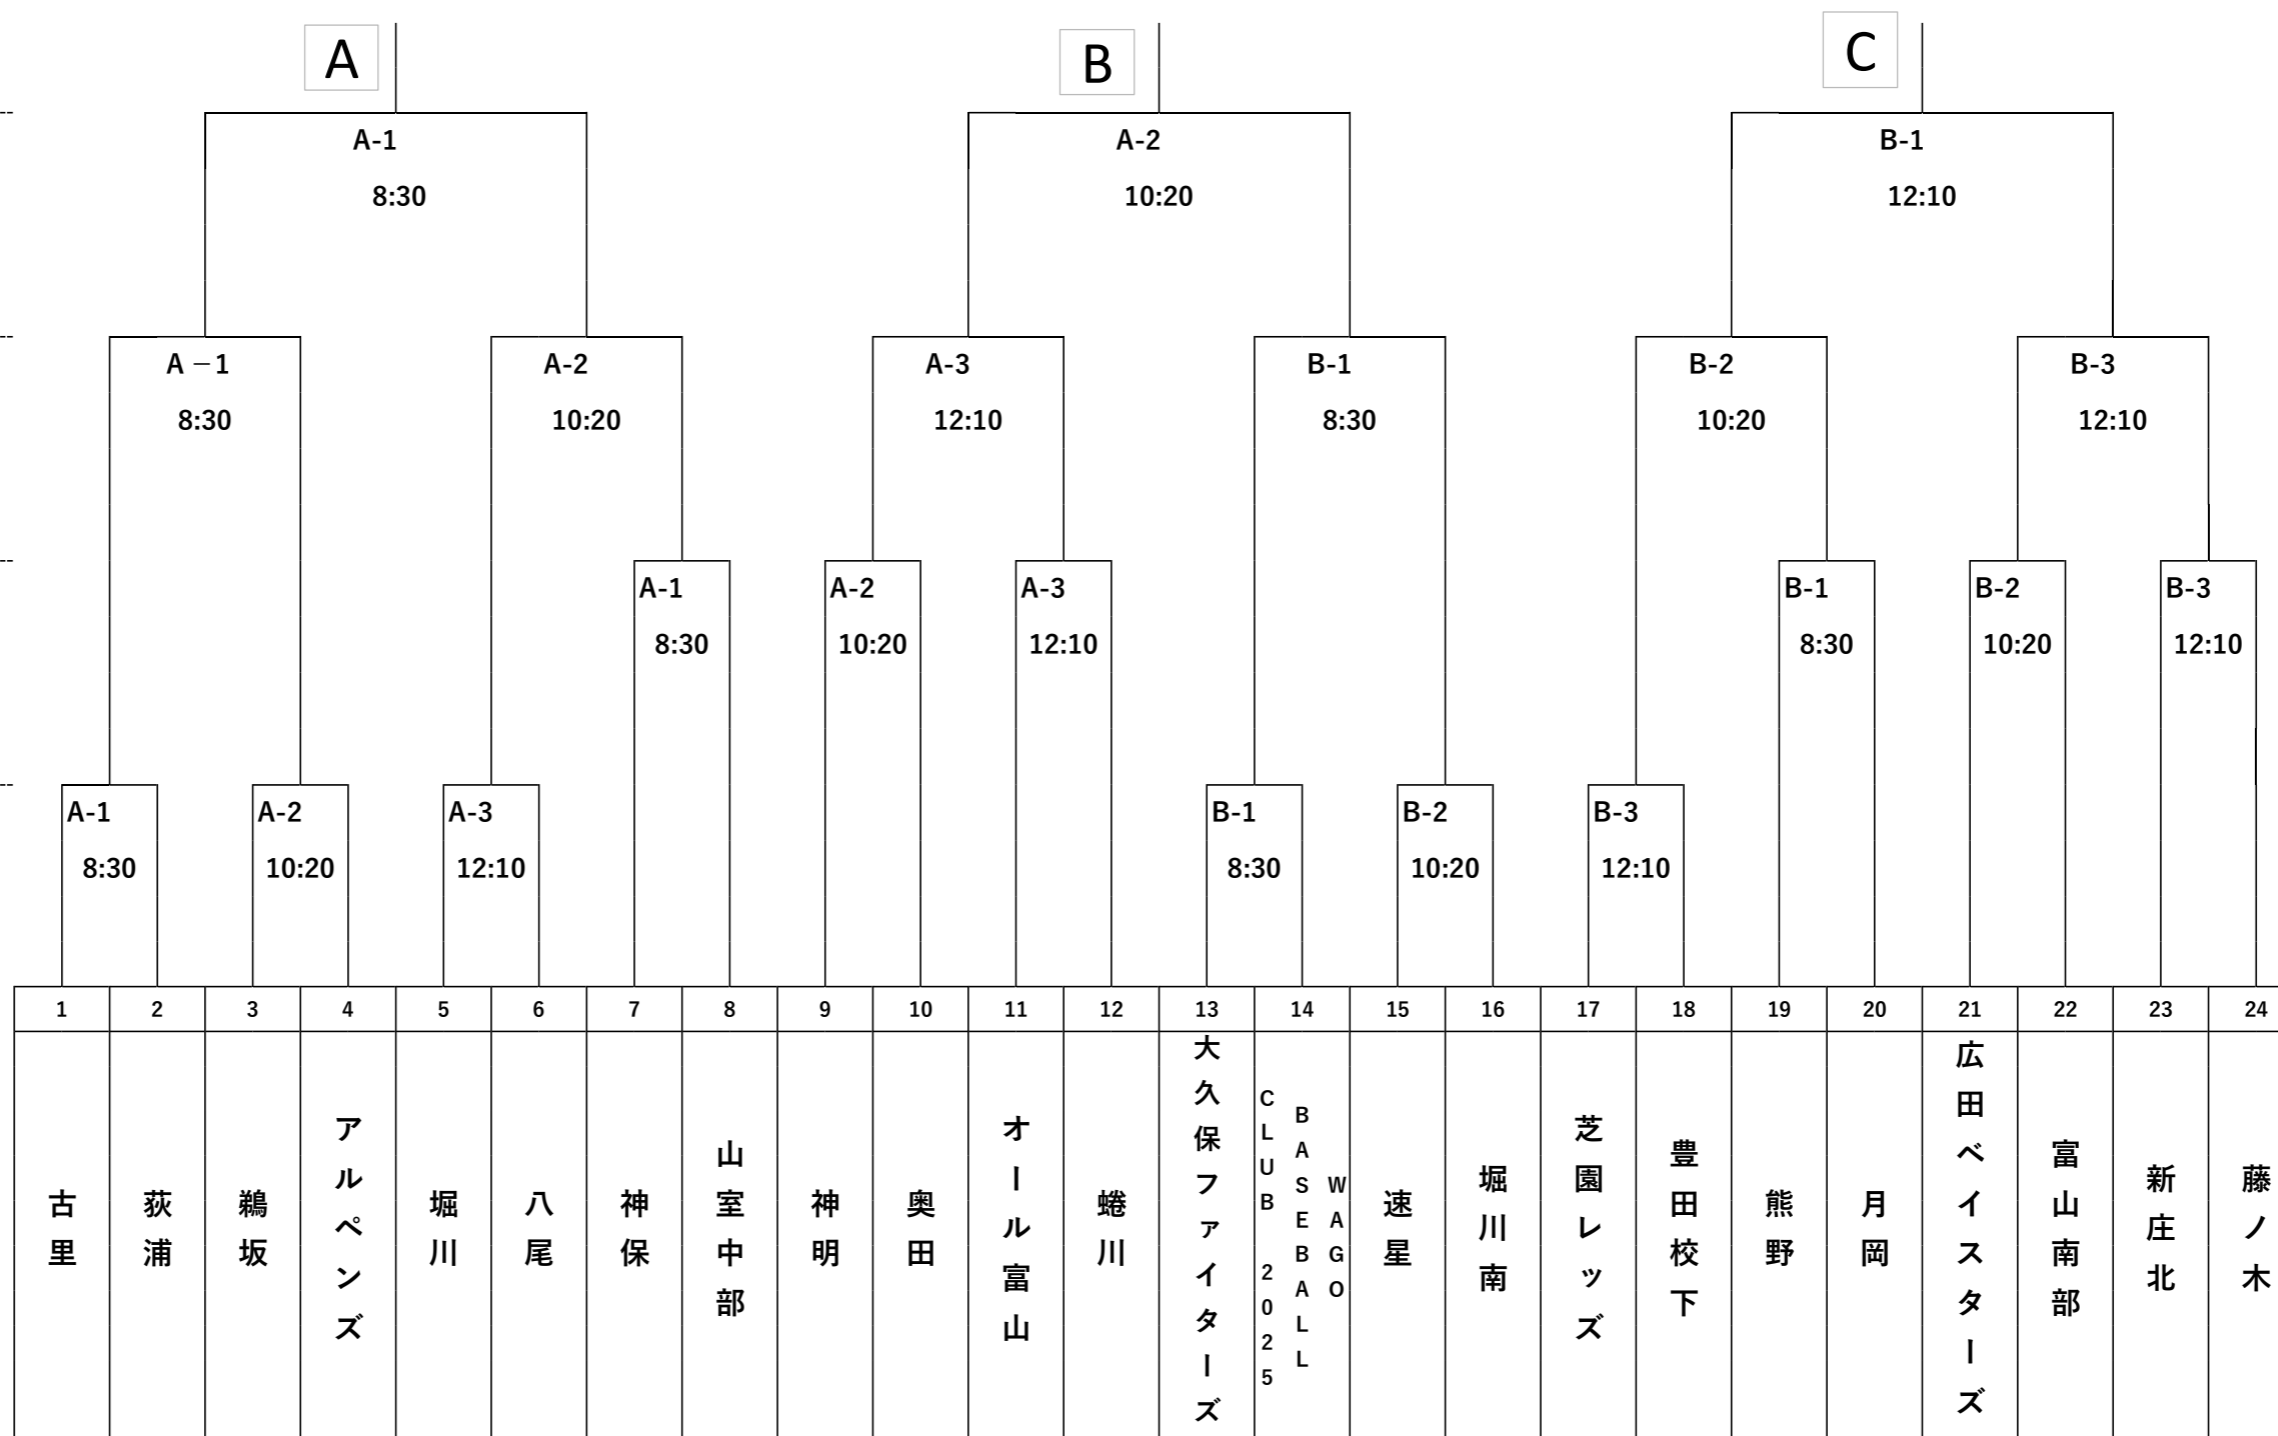 A
B
C
A-1
A-2
B-1
8:30
10:20
12:10
A－1
A-2
A-3
B-1
B-2
B-3
8:30
10:20
12:10
8:30
10:20
12:10
A-1
A-2
A-3
B-1
B-2
B-3
8:30
10:20
12:10
8:30
10:20
12:10
A-1
A-2
A-3
B-1
B-2
B-3
8:30
10:20
12:10
8:30
10:20
12:10
1
2
3
4
5
6
7
8
9
10
11
12
13
14
15
16
17
18
19
20
21
22
23
24
古里
荻浦
鵜坂
アルペンズ
堀川
八尾
神保
山室中部
神明
奥田
オール富山
蜷川
大久保ファイターズ
WAGO
BASEBALL
CLUB 2025
速星
堀川南
芝園レッズ
豊田校下
熊野
月岡
広田ベイスターズ
富山南部
新庄北
藤ノ木